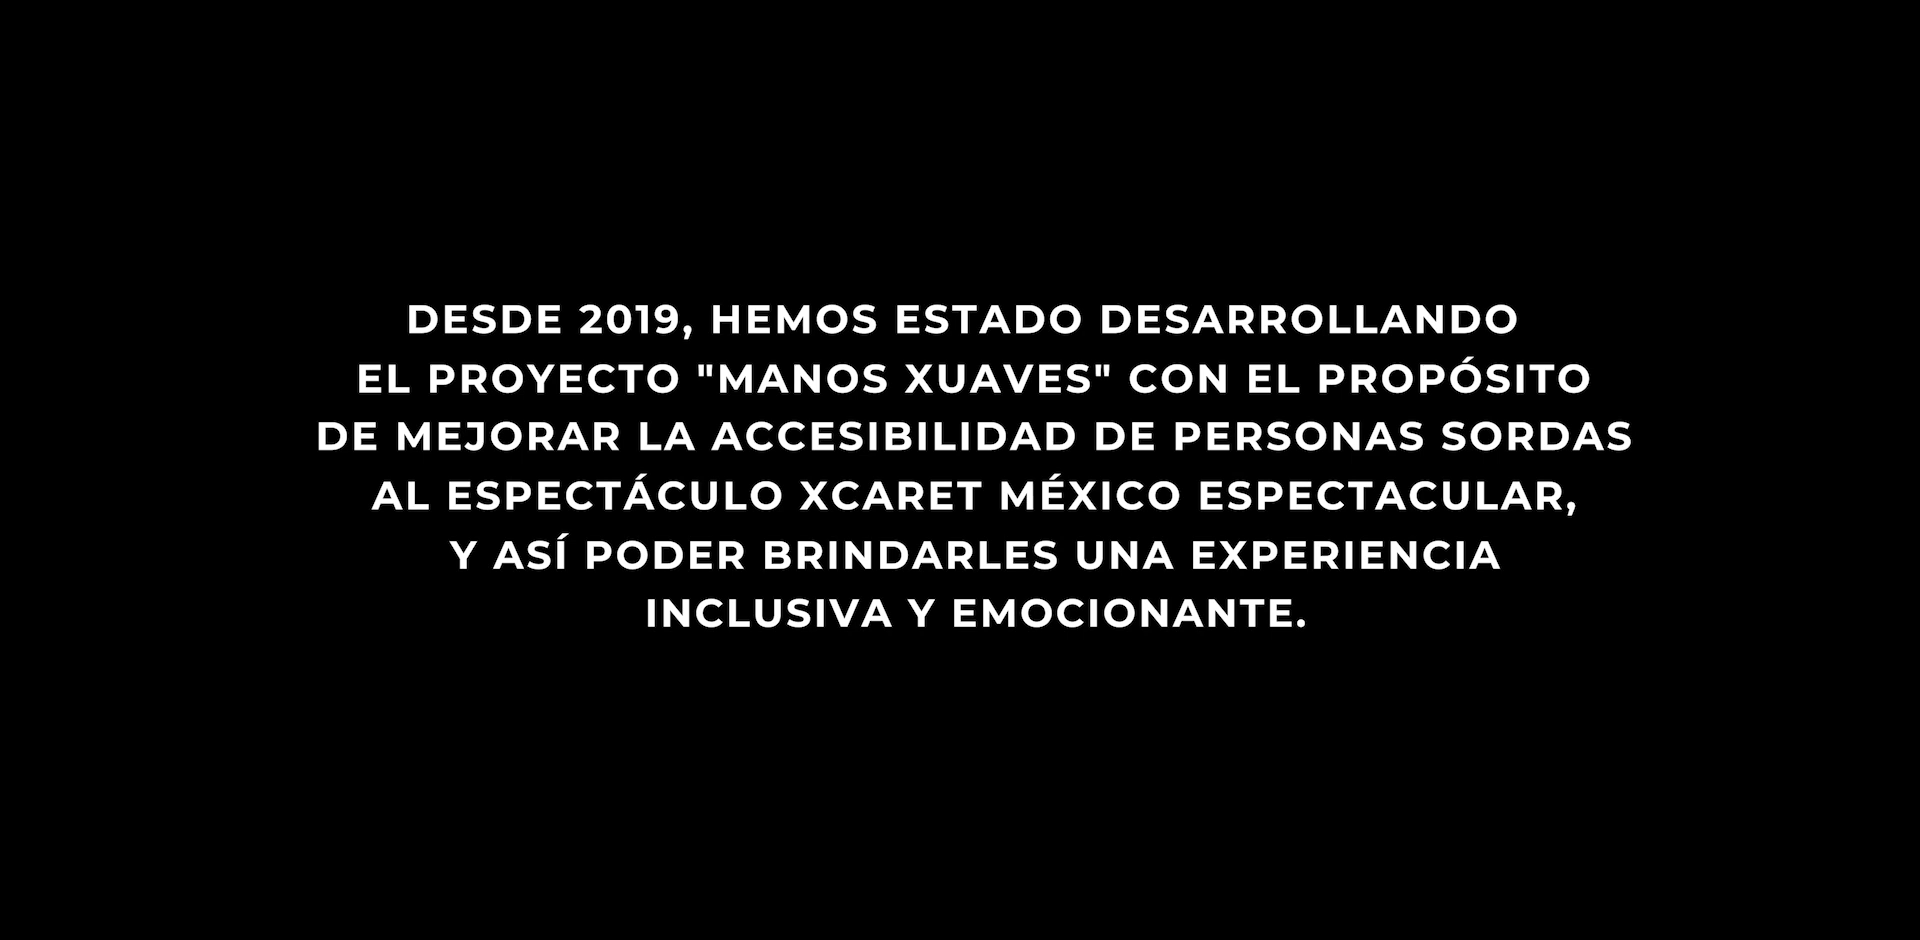 DESDE 2019, HEMOS ESTADO DESARROLLANDO
EL PROYECTO "MANOS XUAVES" CON EL PROPÓSITO
DE MEJORAR LA ACCESIBILIDAD DE PERSONAS SORDAS
AL ESPECTÁCULO XCARET MÉXICO ESPECTACULAR,
Y ASÍ PODER BRINDARLES UNA EXPERIENCIA
INCLUSIVA Y EMOCIONANTE.